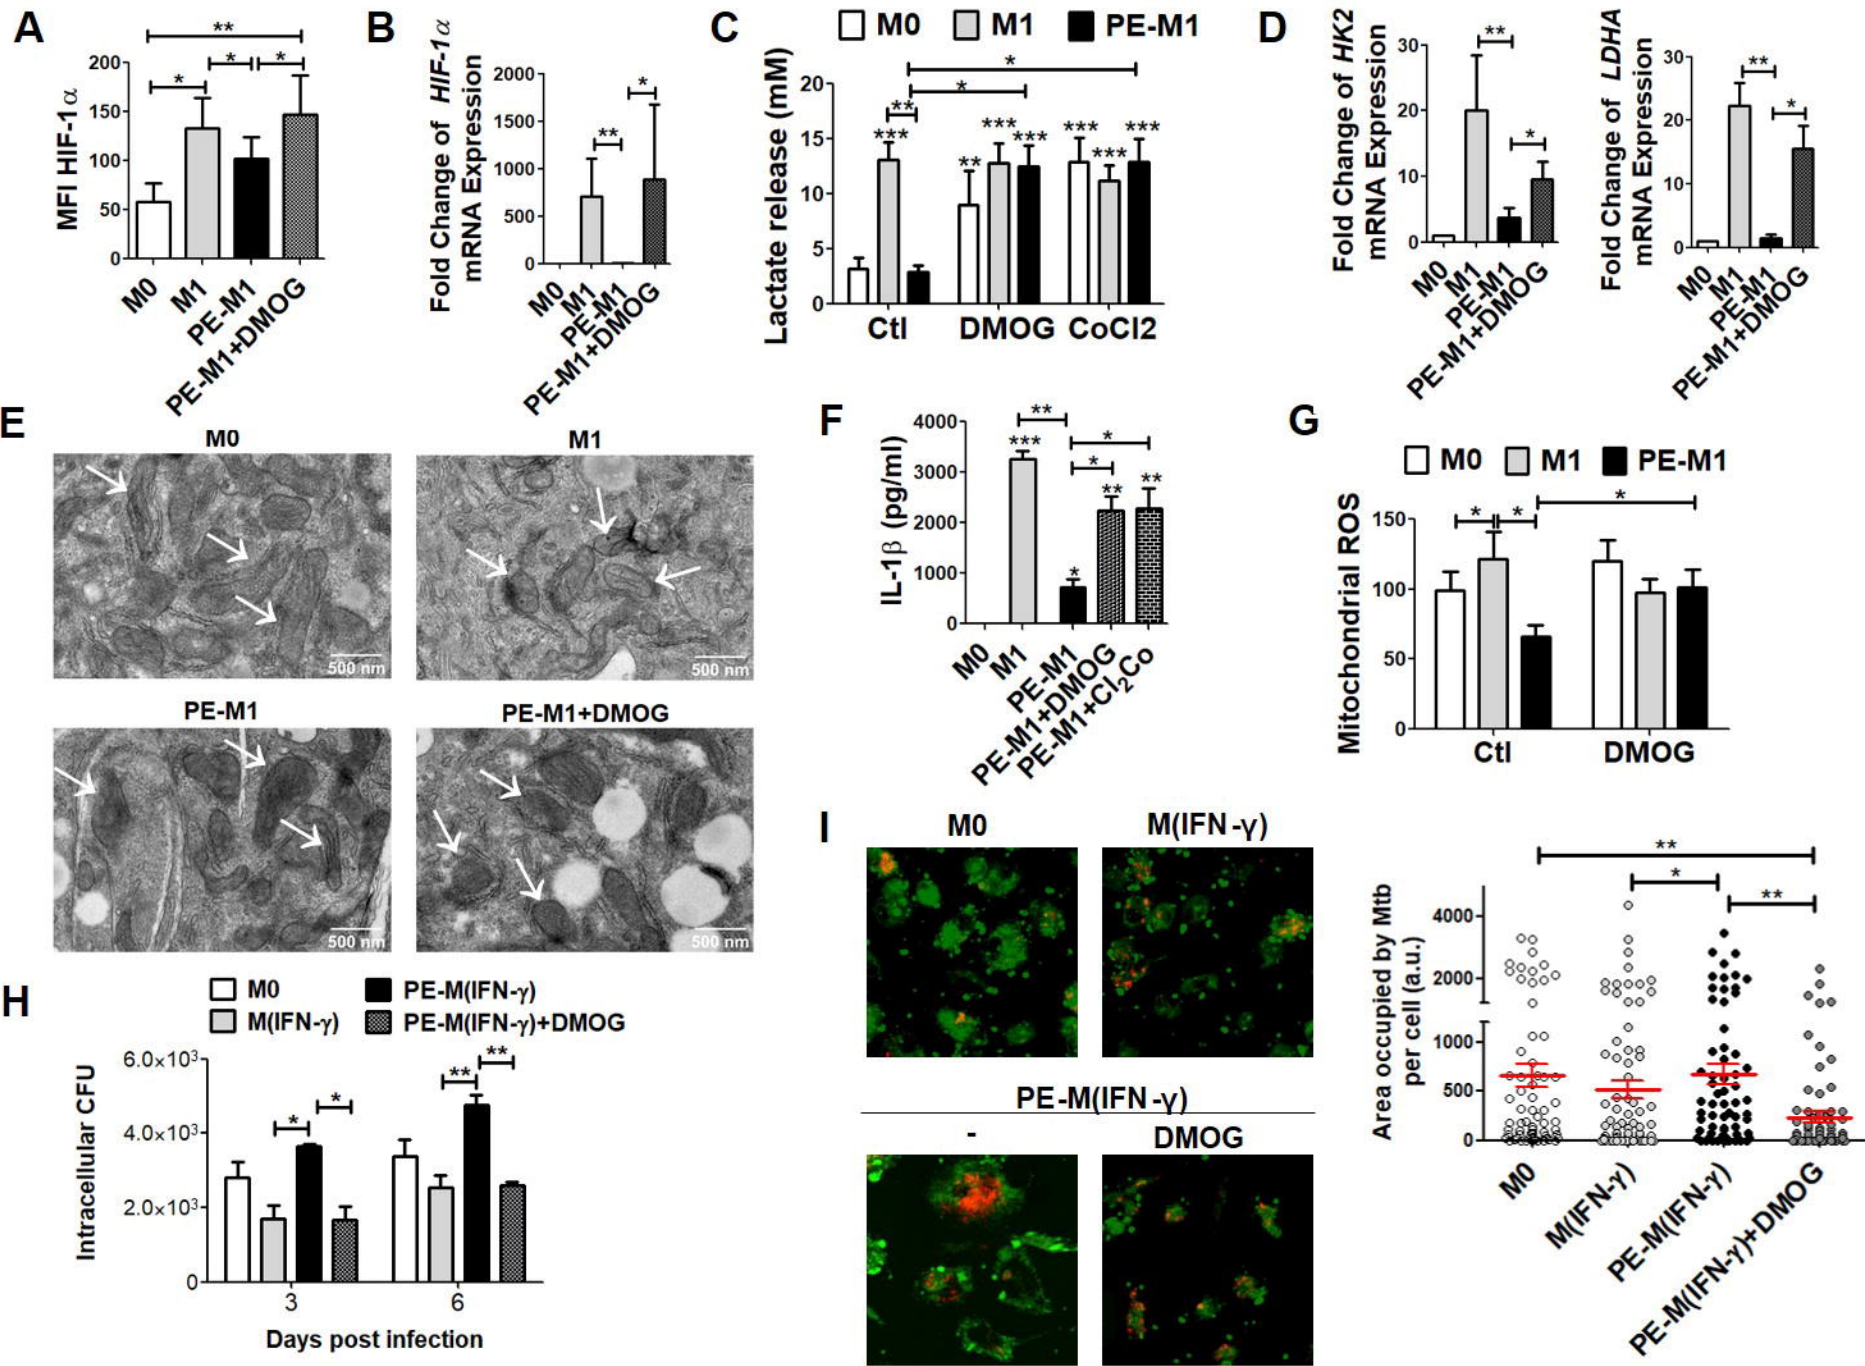 A
MFI HIF-1α
200
150
100
50
0
**
*
*
*
M0
M1
PE-M1
PE-M1+DMOG
B
Fold Change of HIF-1α
mRNA Expression
2000
1500
1000
500
0
**
*
M0
M1
PE-M1
PE-M1+DMOG
C
M0
M1
PE-M1
Lactate release (mM)
20
15
10
5
0
*
*
**
***
**
***
***
***
***
***
Ctl
DMOG
CoCl2
D
Fold Change of HK2
mRNA Expression
30
20
10
0
**
*
M0
M1
PE-M1
PE-M1+DMOG
Fold Change of LDHA
mRNA Expression
30
20
10
0
**
*
M0
M1
PE-M1
PE-M1+DMOG
E
M0
500 nm
M1
500 nm
PE-M1
500 nm
PE-M1+DMOG
500 nm
F
IL-1β (pg/ml)
4000
3000
2000
1000
0
**
*
*
***
*
**
**
M0
M1
PE-M1
PE-M1+DMOG
PE-M1+Cl2Co
G
M0
M1
PE-M1
Mitochondrial ROS
150
100
50
0
*
*
*
Ctl
DMOG
H
M0
M(IFN-γ)
PE-M(IFN-γ)
PE-M(IFN-γ)+DMOG
Intracellular CFU
6.0×10³
4.0×10³
2.0×10³
0
*
*
**
**
3
6
Days post infection
I
M0
M(IFN-γ)
PE-M(IFN-γ)
-
DMOG
Area occupied by Mtb
per cell (a.u.)
4000
2000
1000
500
0
**
*
**
M0
M(IFN-γ)
PE-M(IFN-γ)
PE-M(IFN-γ)+DMOG